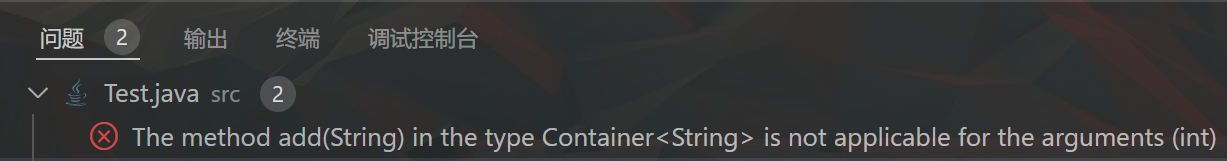 问题 2 输出 终端 调试控制台
Test.java src 2
The method add(String) in the type Container<String> is not applicable for the arguments (int)